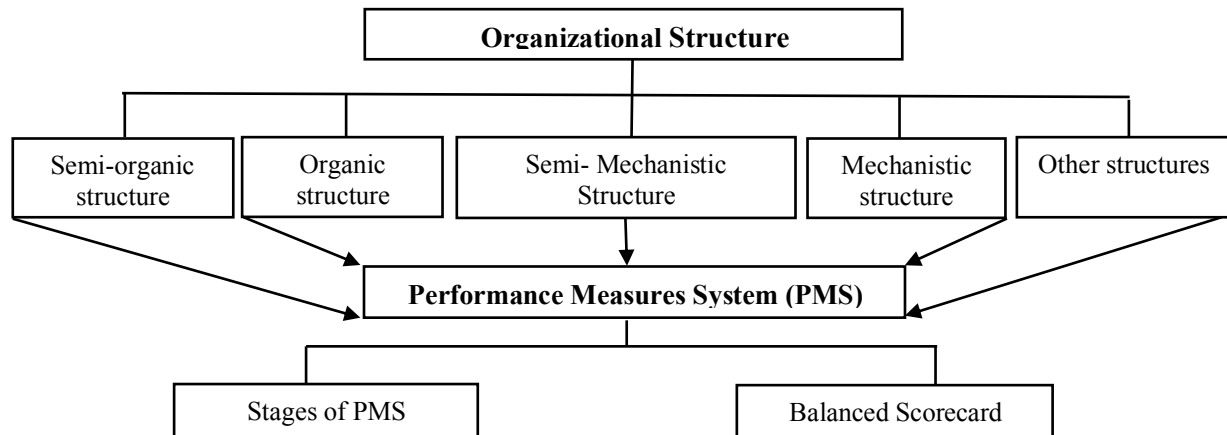 Organizational Structure
Semi-organic
structure
Organic
structure
Semi- Mechanistic
Structure
Mechanistic
structure
Other structures
Performance Measures System (PMS)
Stages of PMS
Balanced Scorecard